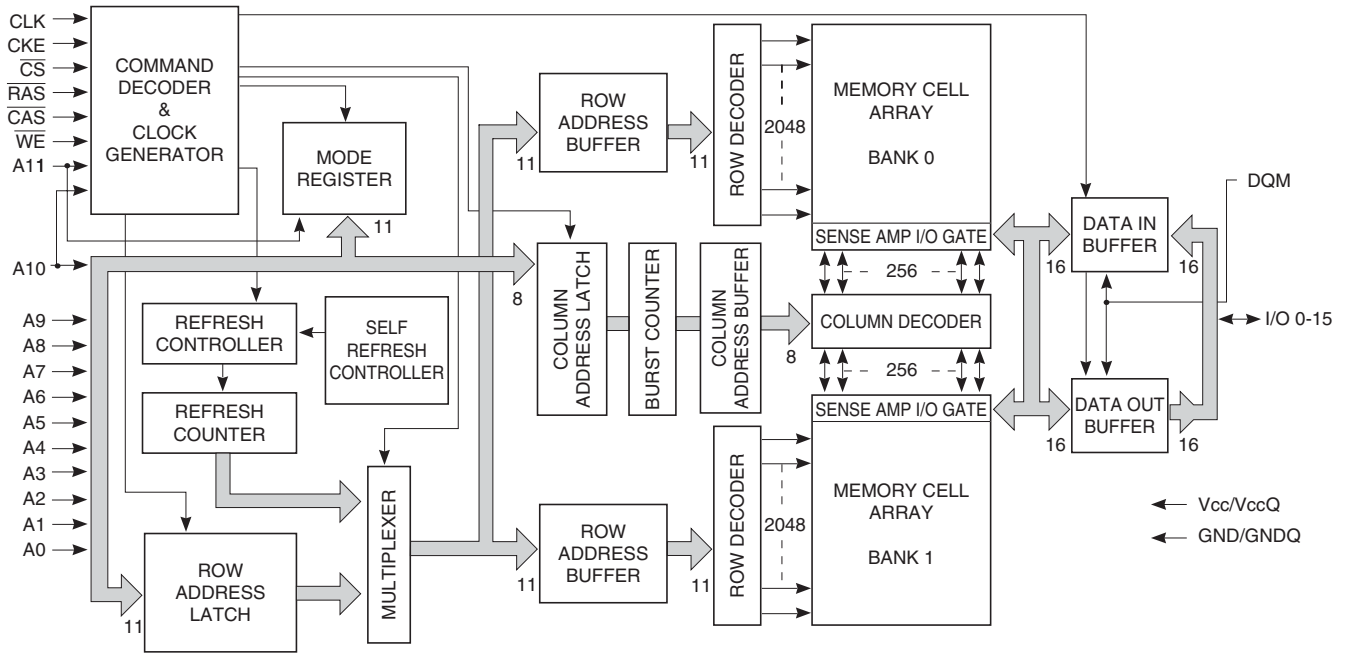 CLK
CKE
CS
RAS
CAS
WE
A11
A10
A9
A8
A7
A6
A5
A4
A3
A2
A1
A0
COMMAND
DECODER
&
CLOCK
GENERATOR
MODE
REGISTER
11
REFRESH
CONTROLLER
SELF
REFRESH
CONTROLLER
REFRESH
COUNTER
ROW
ADDRESS
LATCH
11
MULTIPLEXER
ROW
ADDRESS
BUFFER
11
11
ROW DECODER
2048
MEMORY CELL
ARRAY
BANK 0
SENSE AMP I/O GATE
8
COLUMN
ADDRESS LATCH
BURST COUNTER
COLUMN
ADDRESS BUFFER
8
256
COLUMN DECODER
256
SENSE AMP I/O GATE
MEMORY CELL
ARRAY
BANK 1
ROW
ADDRESS
BUFFER
11
11
ROW DECODER
2048
DQM
DATA IN
BUFFER
16
16
I/O 0-15
DATA OUT
BUFFER
16
16
Vcc/VccQ
GND/GNDQ